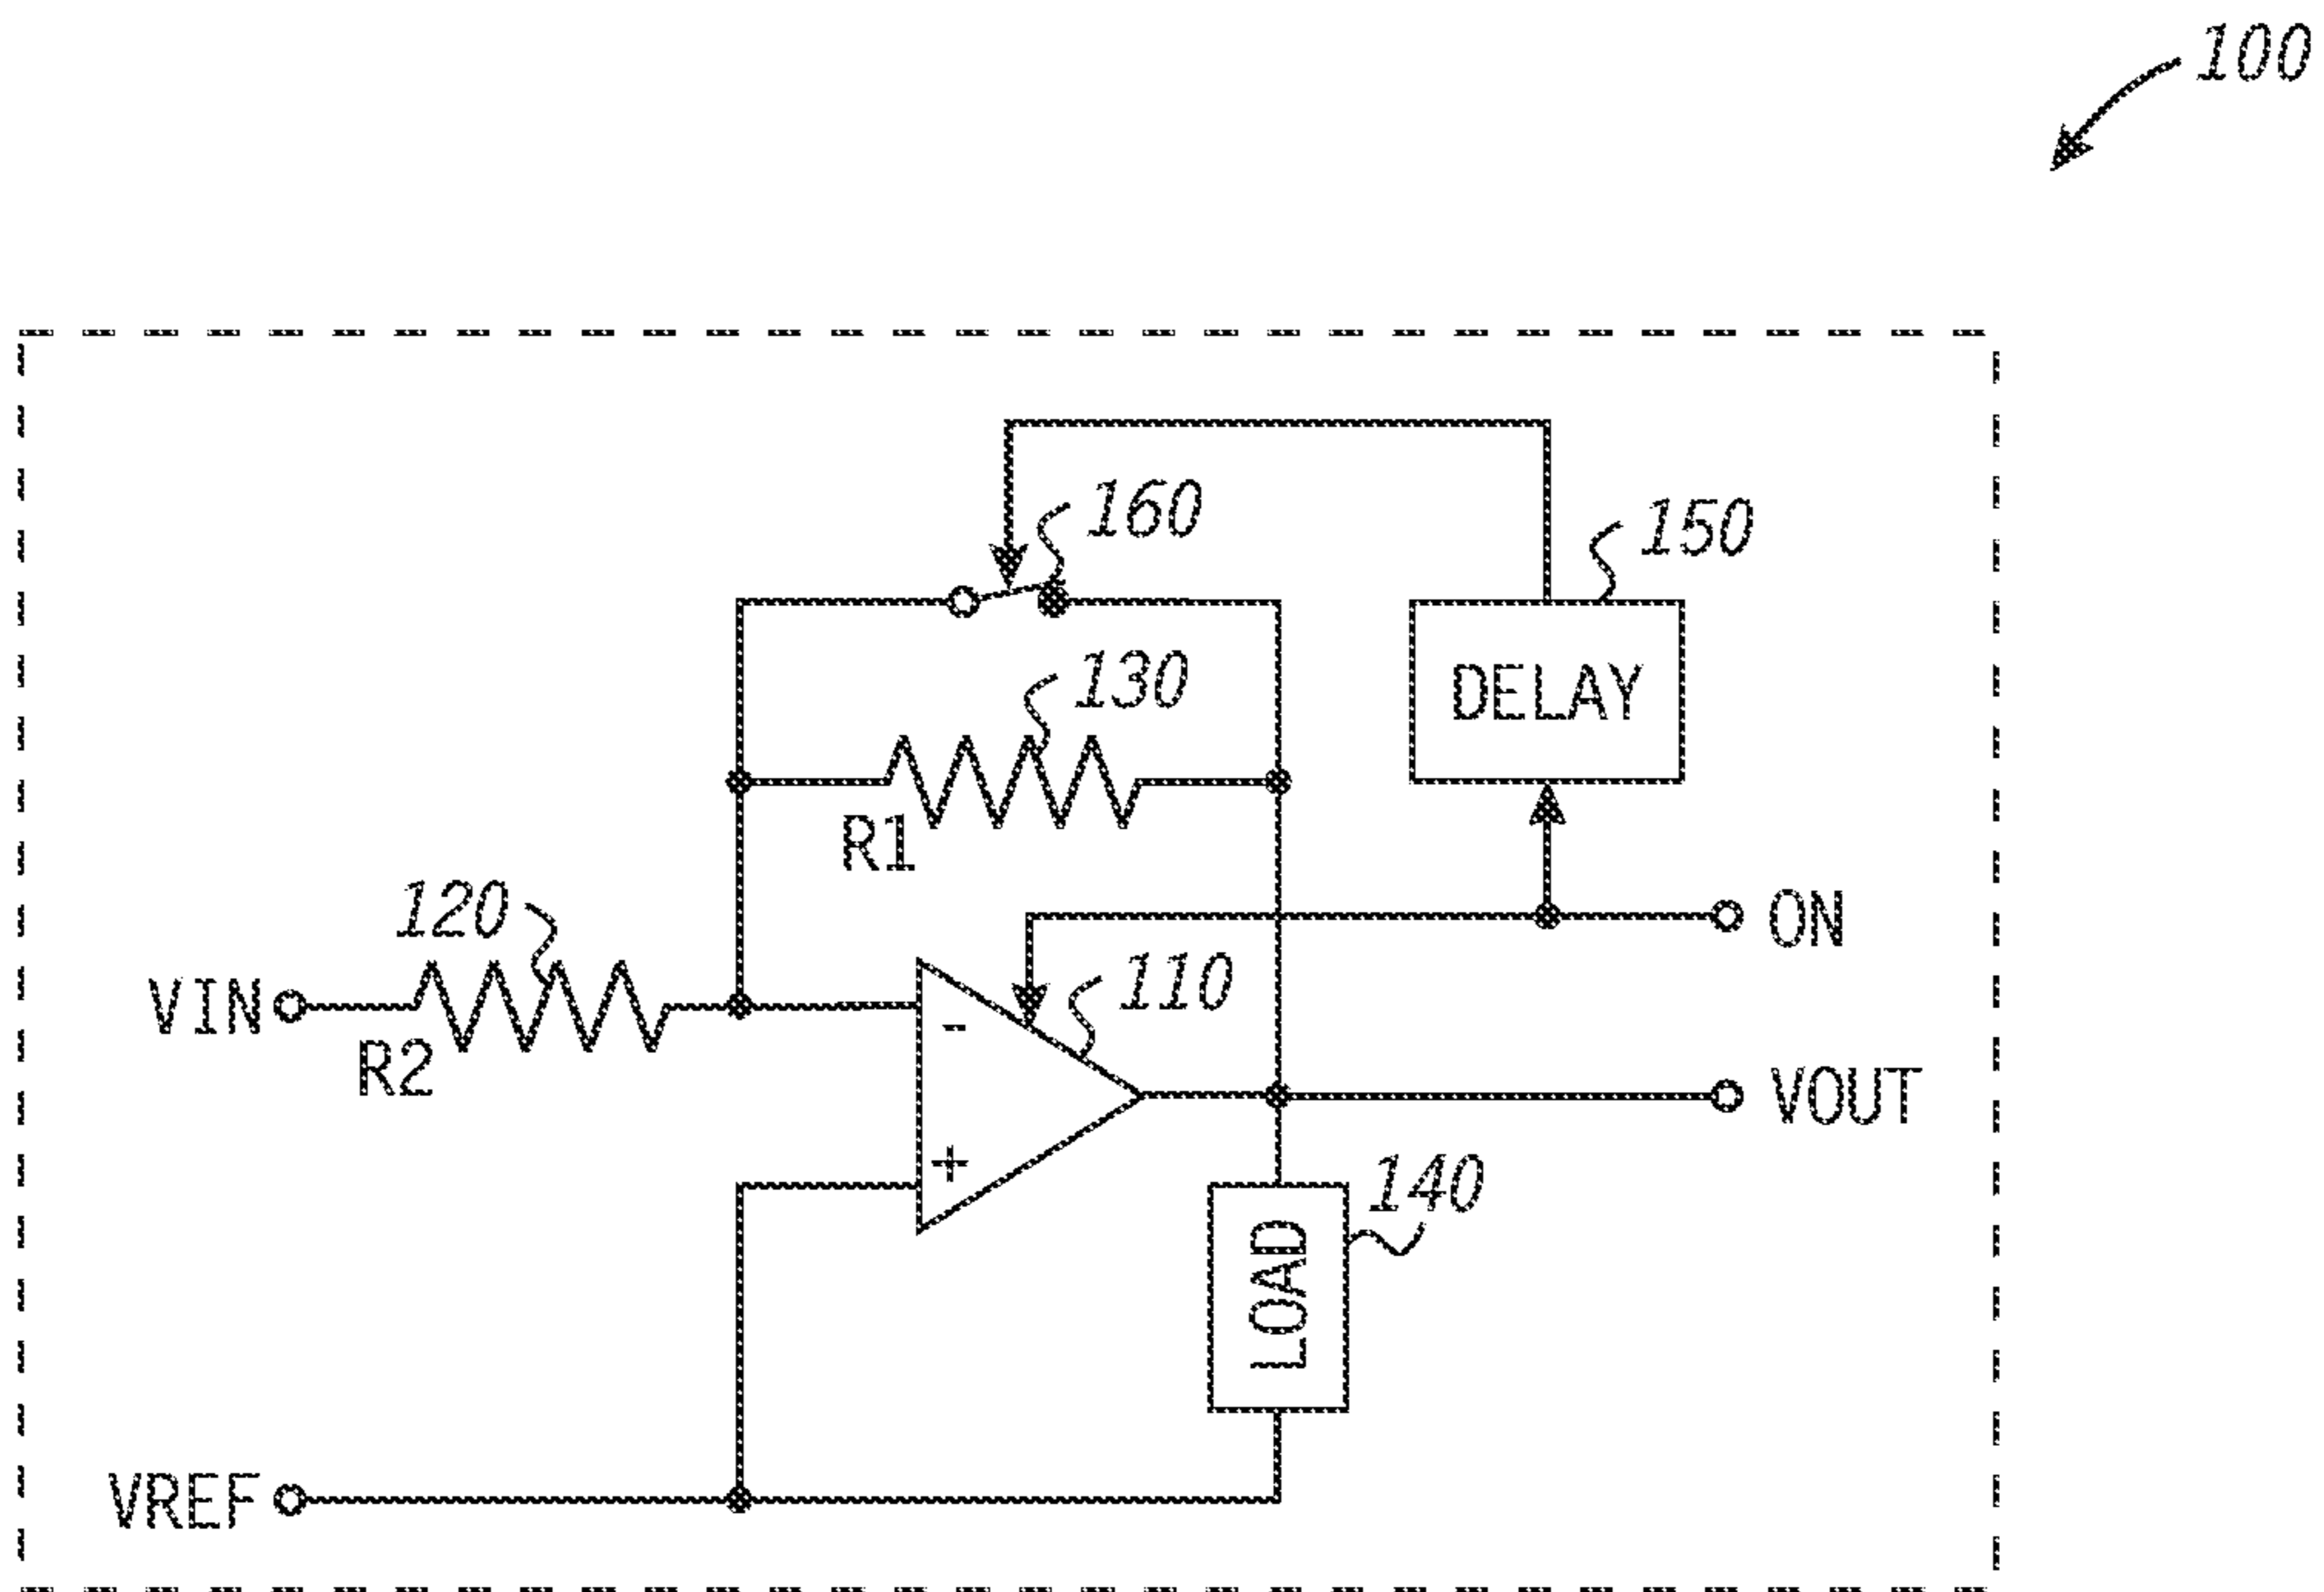 100
160
150
130
DELAY
R1
120
ON
110
VIN
-
R2
VOUT
+
140
LOAD
VREF